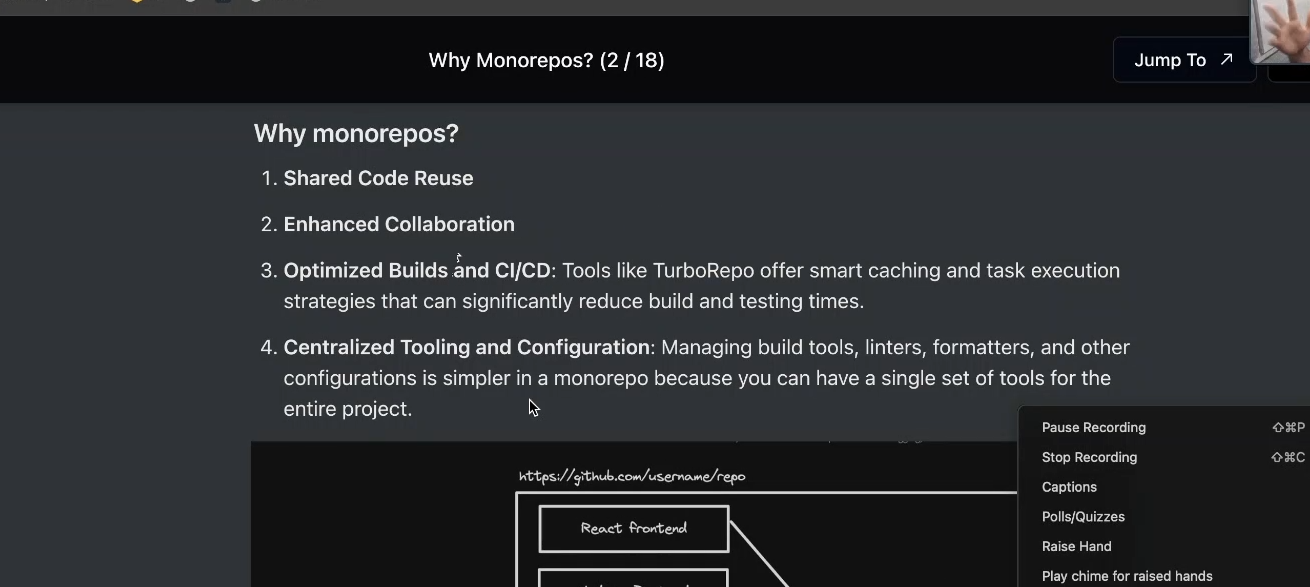 Why Monorepos? (2 / 18)
Jump To
Why monorepos?
1. Shared Code Reuse
2. Enhanced Collaboration
3. Optimized Builds and CI/CD: Tools like TurboRepo offer smart caching and task execution
strategies that can significantly reduce build and testing times.
4. Centralized Tooling and Configuration: Managing build tools, linters, formatters, and other
configurations is simpler in a monorepo because you can have a single set of tools for the
entire project.
https://github.com/username/repo
React frontend
Pause Recording ⇧⌘P
Stop Recording ⇧⌘C
Captions
Polls/Quizzes
Raise Hand
Play chime for raised hands